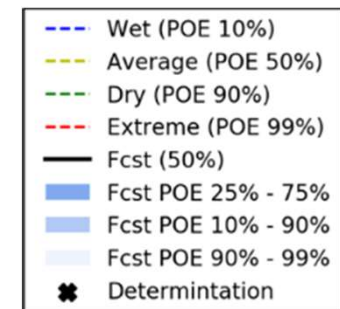 Wet (POE 10%)
Average (POE 50%)
Dry (POE 90%)
Extreme (POE 99%)
Fcst (50%)
Fcst POE 25% - 75%
Fcst POE 10% - 90%
Fcst POE 90% - 99%
Determintation